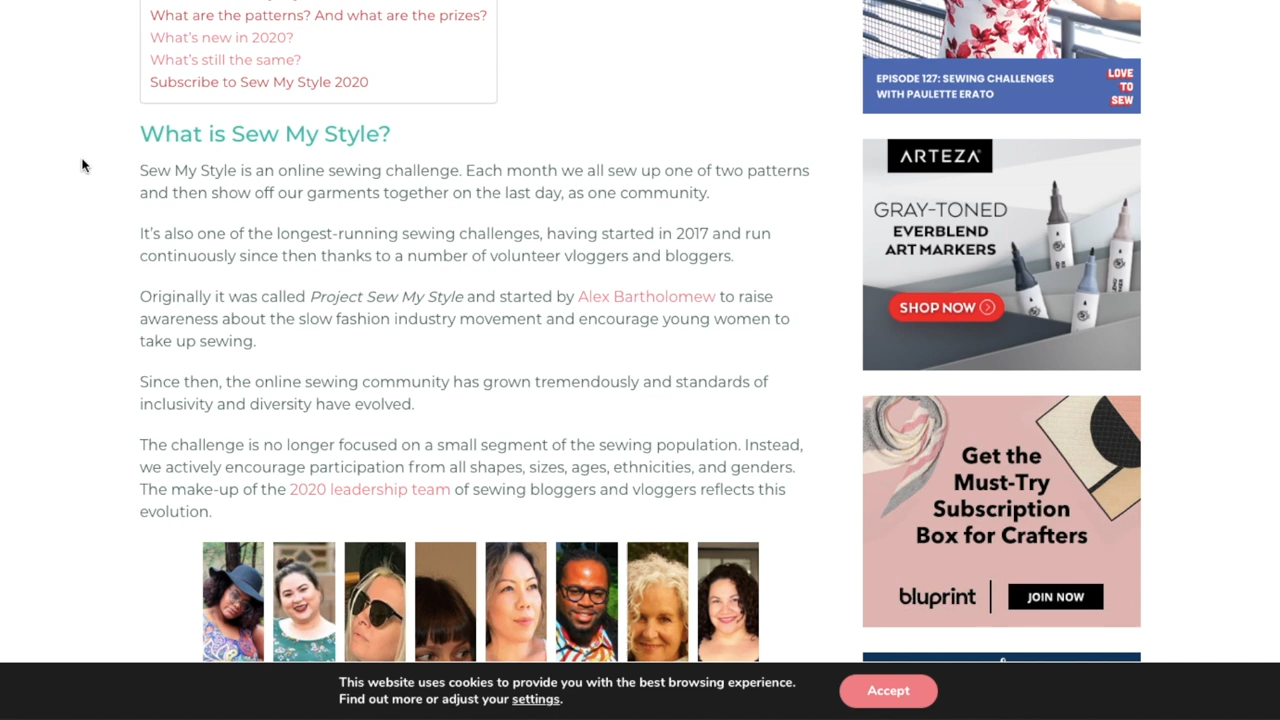 What are the patterns? And what are the prizes?
What's new in 2020?
What's still the same?
Subscribe to Sew My Style 2020
What is Sew My Style?
Sew My Style is an online sewing challenge. Each month we all sew up one of two patterns
and then show off our garments together on the last day, as one community.
It's also one of the longest-running sewing challenges, having started in 2017 and run
continuously since then thanks to a number of volunteer vloggers and bloggers.
Originally it was called Project Sew My Style and started by Alex Bartholomew to raise
awareness about the slow fashion industry movement and encourage young women to
take up sewing.
Since then, the online sewing community has grown tremendously and standards of
inclusivity and diversity have evolved.
The challenge is no longer focused on a small segment of the sewing population. Instead,
we actively encourage participation from all shapes, sizes, ages, ethnicities, and genders.
The make-up of the 2020 leadership team of sewing bloggers and vloggers reflects this
evolution.
EPISODE 127: SEWING CHALLENGES
WITH PAULETTE ERATO
LOVE
TO
SEW
ARTEZA
GRAY-TONED
EVERBLEND
ART MARKERS
SHOP NOW
Get the
Must-Try
Subscription
Box for Crafters
bluprint
JOIN NOW
This website uses cookies to provide you with the best browsing experience.
Find out more or adjust your settings.
Accept